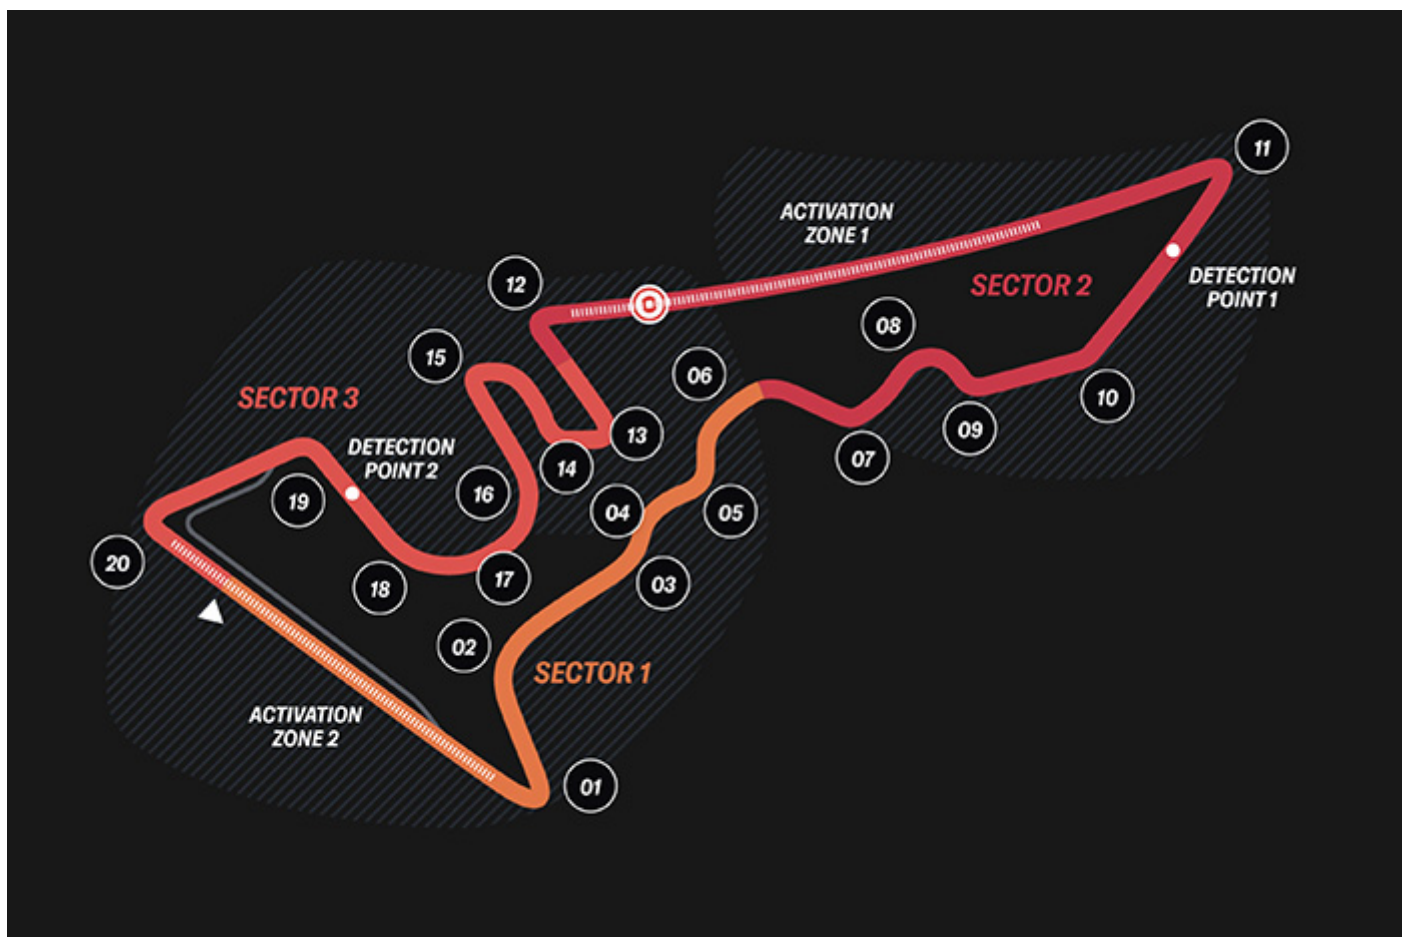 11
ACTIVATION
ZONE 1
12
SECTOR 2
DETECTION
POINT 1
08
15
06
SECTOR 3
10
13
09
DETECTION
POINT 2
07
14
16
19
04
05
20
17
03
18
02
SECTOR 1
ACTIVATION
ZONE 2
01